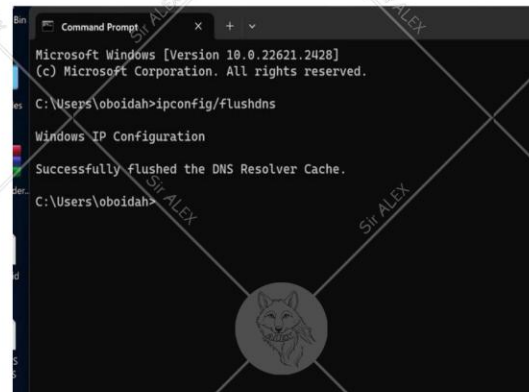 Bin
Command Prompt
Microsoft Windows [Version 10.0.22621.2428]
(c) Microsoft Corporation. All rights reserved.
C:\Users\oboidah>ipconfig/flushdns
Windows IP Configuration
Successfully flushed the DNS Resolver Cache.
C:\Users\oboidah>
Sir ALEX
Sir ALEX
Sir ALEX
Sir ALEX